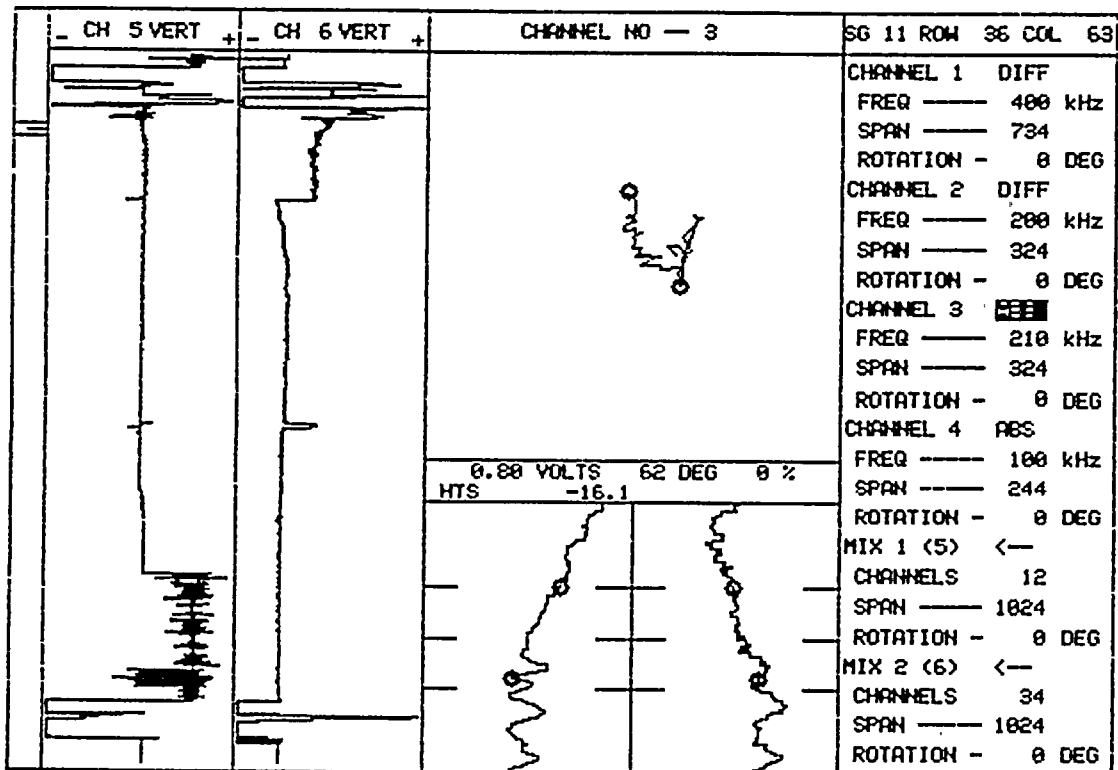 - CH 5 VERT +
- CH 6 VERT +
CHANNEL NO — 3
SG 11 ROW 36 COL 63
CHANNEL 1 DIFF
FREQ ----- 400 kHz
SPAN ----- 734
ROTATION - 0 DEG
CHANNEL 2 DIFF
FREQ ----- 200 kHz
SPAN ----- 324
ROTATION - 0 DEG
CHANNEL 3
FREQ ----- 210 kHz
SPAN ----- 324
ROTATION - 0 DEG
CHANNEL 4 ABS
FREQ ----- 100 kHz
SPAN ----- 244
ROTATION - 0 DEG
MIX 1 (5) <--
CHANNELS 12
SPAN ----- 1024
ROTATION - 0 DEG
MIX 2 (6) <--
CHANNELS 34
SPAN ----- 1024
ROTATION - 0 DEG
0.80 VOLTS 62 DEG 0 %
HTS -16.1